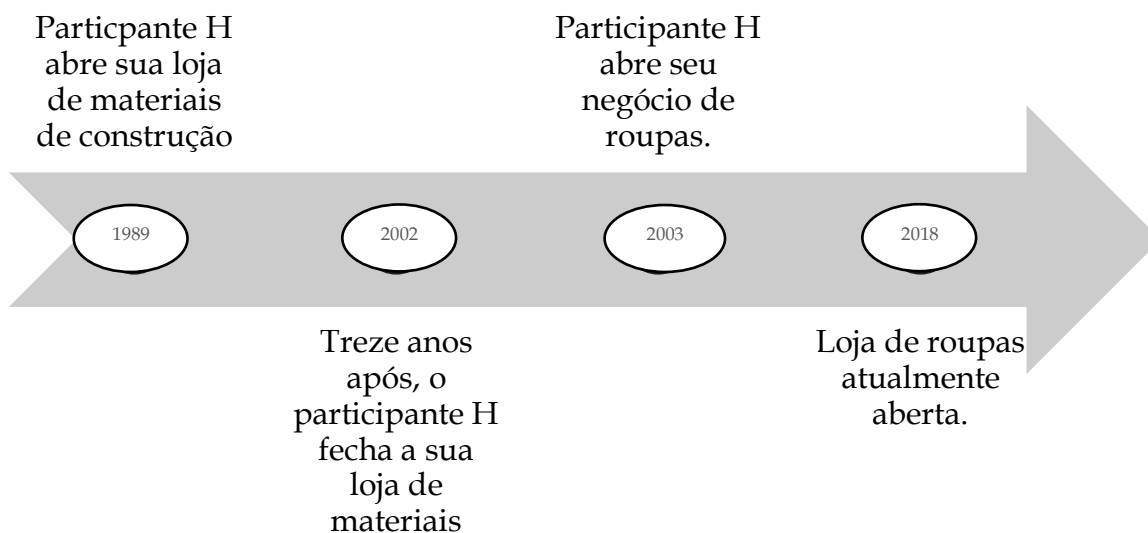 Particpante H
abre sua loja
de materiais
de construção
Participante H
abre seu
negócio de
roupas.
1989
2002
2003
2018
Treze anos
após, o
participante H
fecha a sua
loja de
materiais
Loja de roupas
atualmente
aberta.